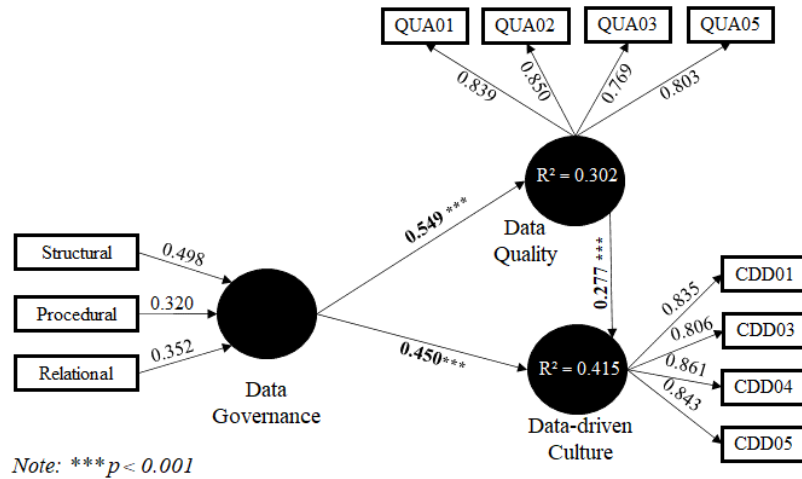 QUA01
QUA02
QUA03
QUA05
0.839
0.850
0.769
0.803
R² = 0.302
Data
Quality
0.549 ***
0.277 ***
Structural
0.498
Procedural
0.320
Relational
0.352
Data
Governance
0.450***
R² = 0.415
Data-driven
Culture
0.835
CDD01
0.806
CDD03
0.861
CDD04
0.843
CDD05
Note: ***p < 0.001